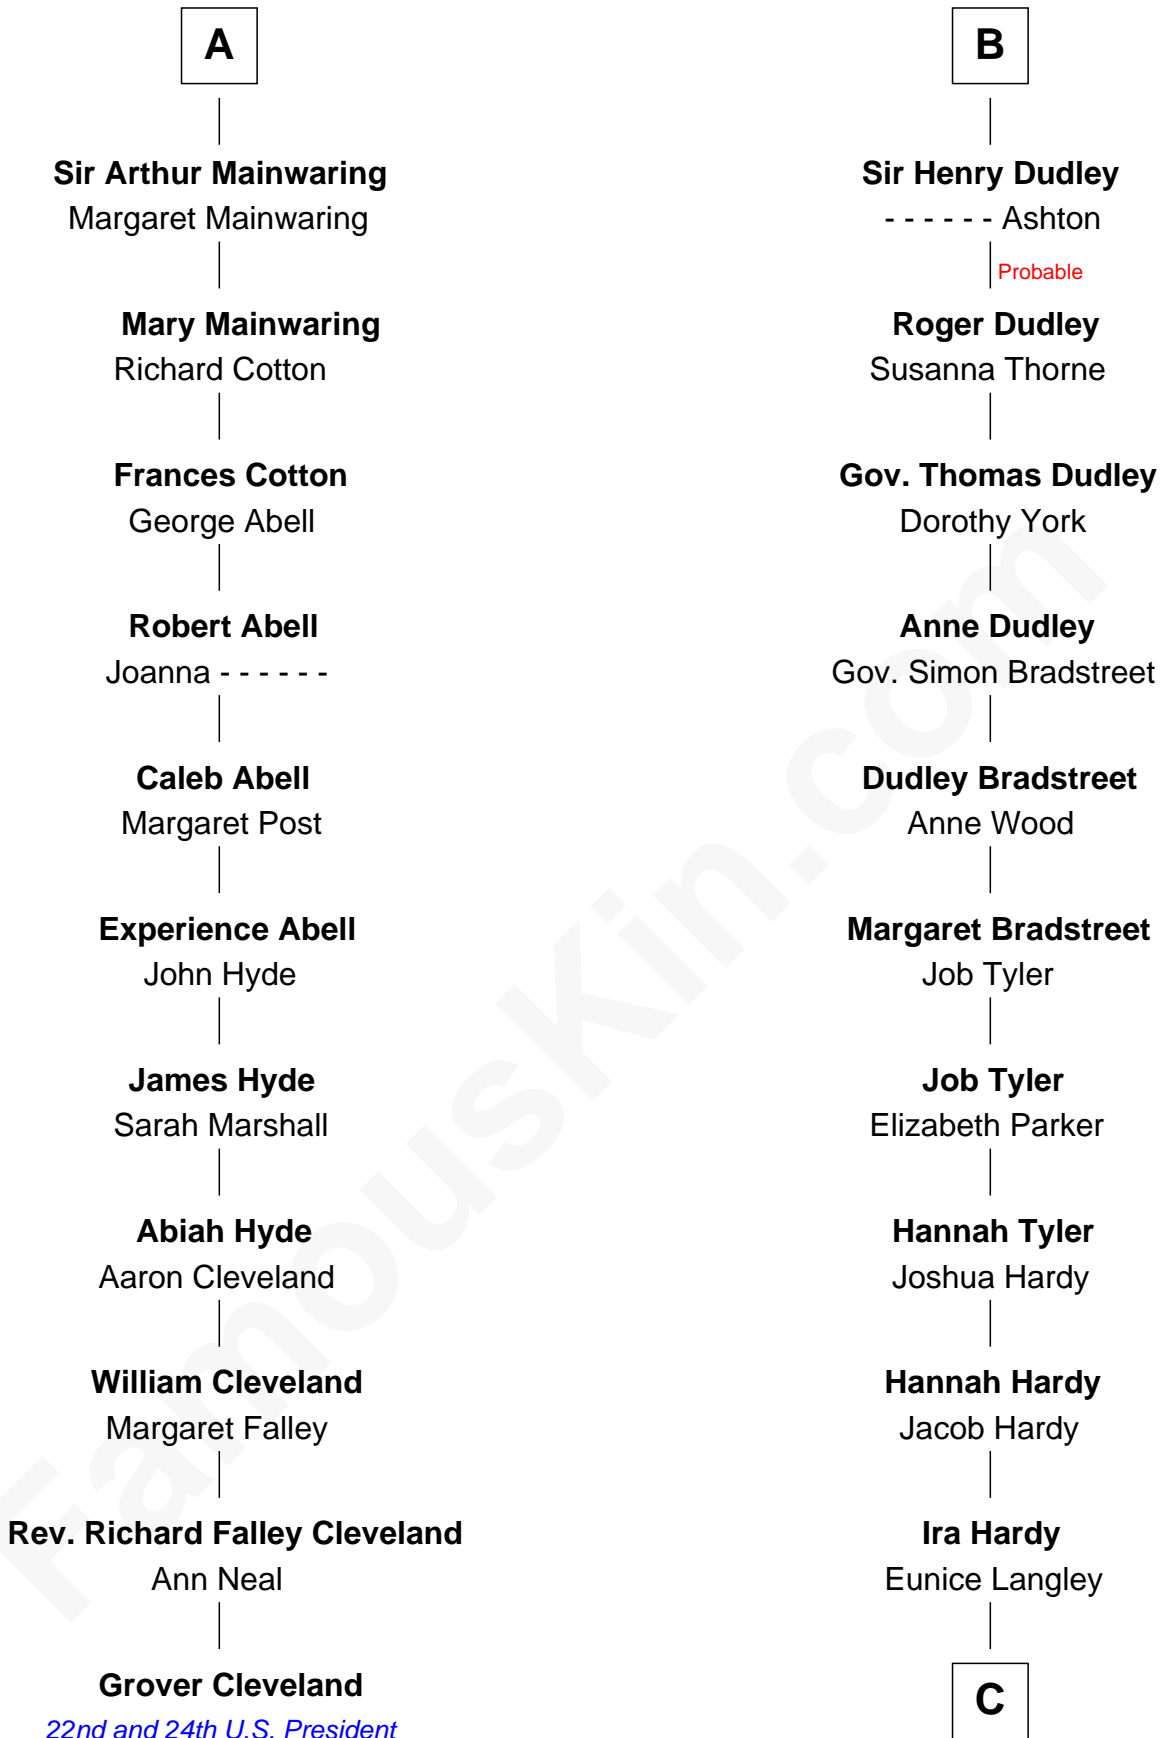 A
Sir Arthur Mainwaring
Margaret Mainwaring
Mary Mainwaring
Richard Cotton
Frances Cotton
George Abell
Robert Abell
Joanna - - - - - -
Caleb Abell
Margaret Post
Experience Abell
John Hyde
James Hyde
Sarah Marshall
Abiah Hyde
Aaron Cleveland
William Cleveland
Margaret Falley
Rev. Richard Falley Cleveland
Ann Neal
Grover Cleveland
22nd and 24th U.S. President
B
Sir Henry Dudley
- - - - - - Ashton
Probable
Roger Dudley
Susanna Thorne
Gov. Thomas Dudley
Dorothy York
Anne Dudley
Gov. Simon Bradstreet
Dudley Bradstreet
Anne Wood
Margaret Bradstreet
Job Tyler
Job Tyler
Elizabeth Parker
Hannah Tyler
Joshua Hardy
Hannah Hardy
Jacob Hardy
Ira Hardy
Eunice Langley
C
FamousKin.com